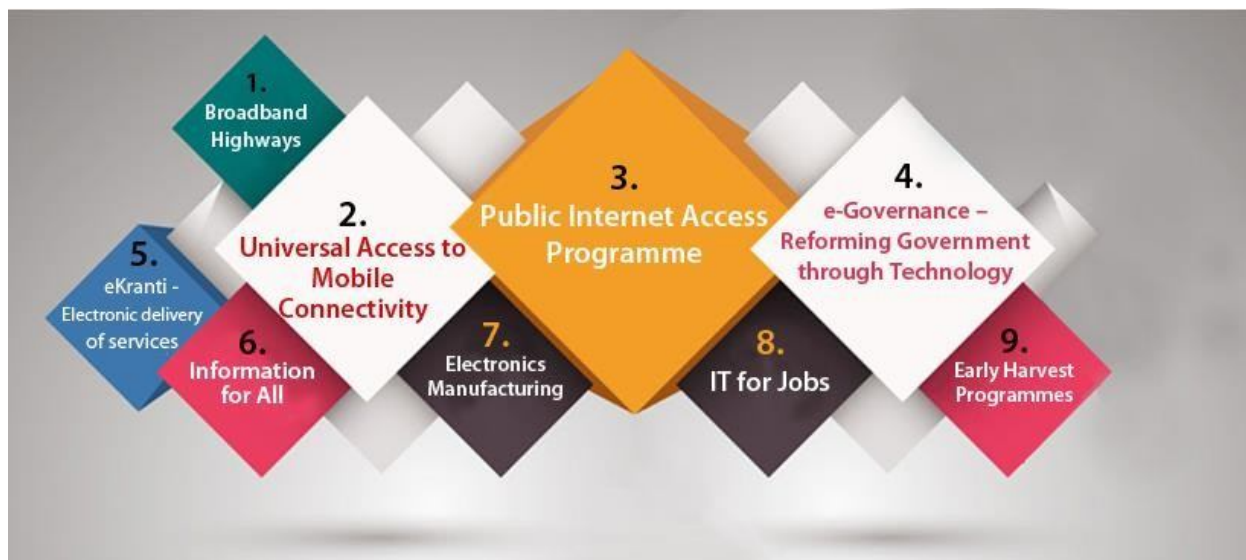 1.
Broadband
Highways
2.
Universal Access to
Mobile
Connectivity
3.
Public Internet Access
Programme
4.
e-Governance –
Reforming Government
through Technology
5.
eKranti -
Electronic delivery
of services
6.
Information
for All
7.
Electronics
Manufacturing
8.
IT for Jobs
9.
Early Harvest
Programmes